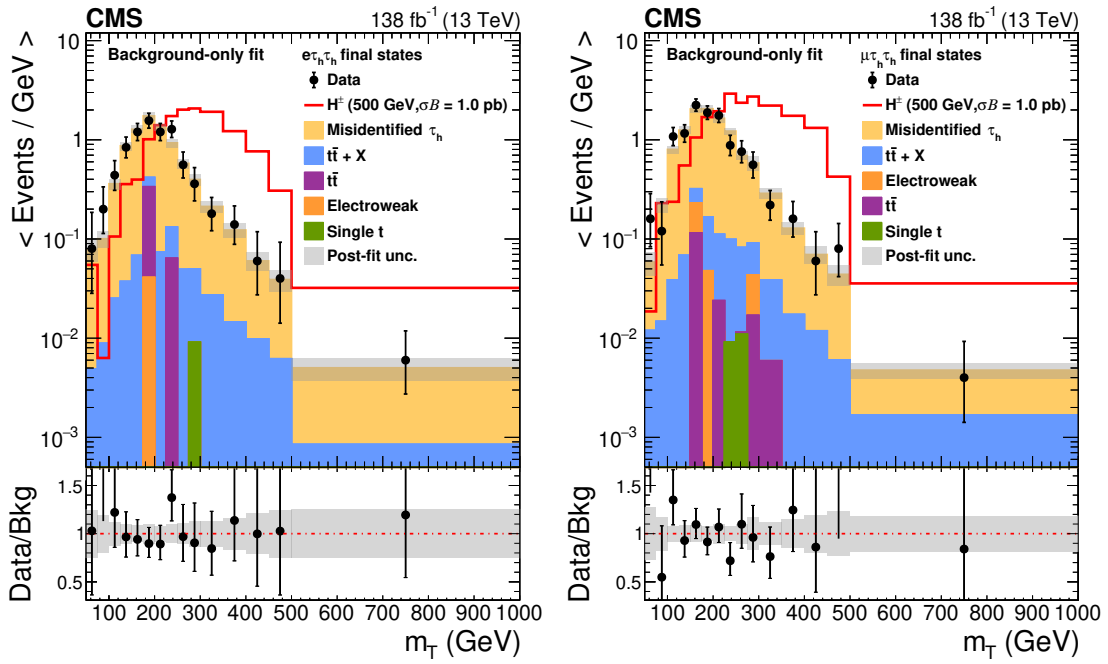 CMS 138 fb⁻¹ (13 TeV)
< Events / GeV >
10
1
10⁻¹
10⁻²
10⁻³
Background-only fit eτₕτₕ final states
Data
H± (500 GeV,σB = 1.0 pb)
Misidentified τₕ
tt̄ + X
tt̄
Electroweak
Single t
Post-fit unc.
Data/Bkg
1.5
1
0.5
100 200 300 400 500 600 700 800 900 1000
m_T (GeV)
CMS 138 fb⁻¹ (13 TeV)
< Events / GeV >
10
1
10⁻¹
10⁻²
10⁻³
Background-only fit μτₕτₕ final states
Data
H± (500 GeV,σB = 1.0 pb)
Misidentified τₕ
tt̄ + X
Electroweak
tt̄
Single t
Post-fit unc.
Data/Bkg
1.5
1
0.5
100 200 300 400 500 600 700 800 900 1000
m_T (GeV)